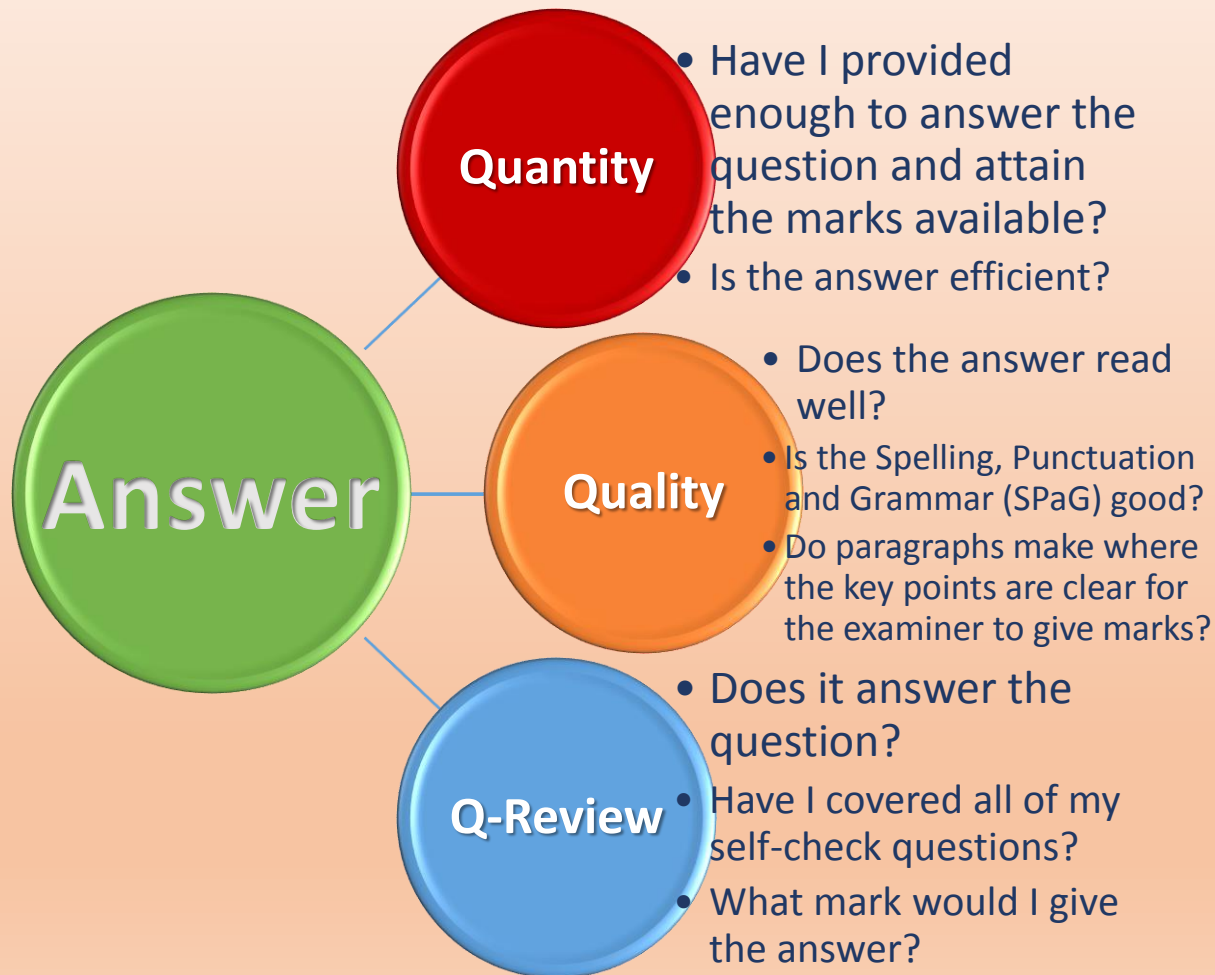 Answer
Quantity
• Have I provided
enough to answer the
question and attain
the marks available?
• Is the answer efficient?
Quality
• Does the answer read
well?
• Is the Spelling, Punctuation
and Grammar (SPaG) good?
• Do paragraphs make where
the key points are clear for
the examiner to give marks?
Q-Review
• Does it answer the
question?
• Have I covered all of my
self-check questions?
• What mark would I give
the answer?